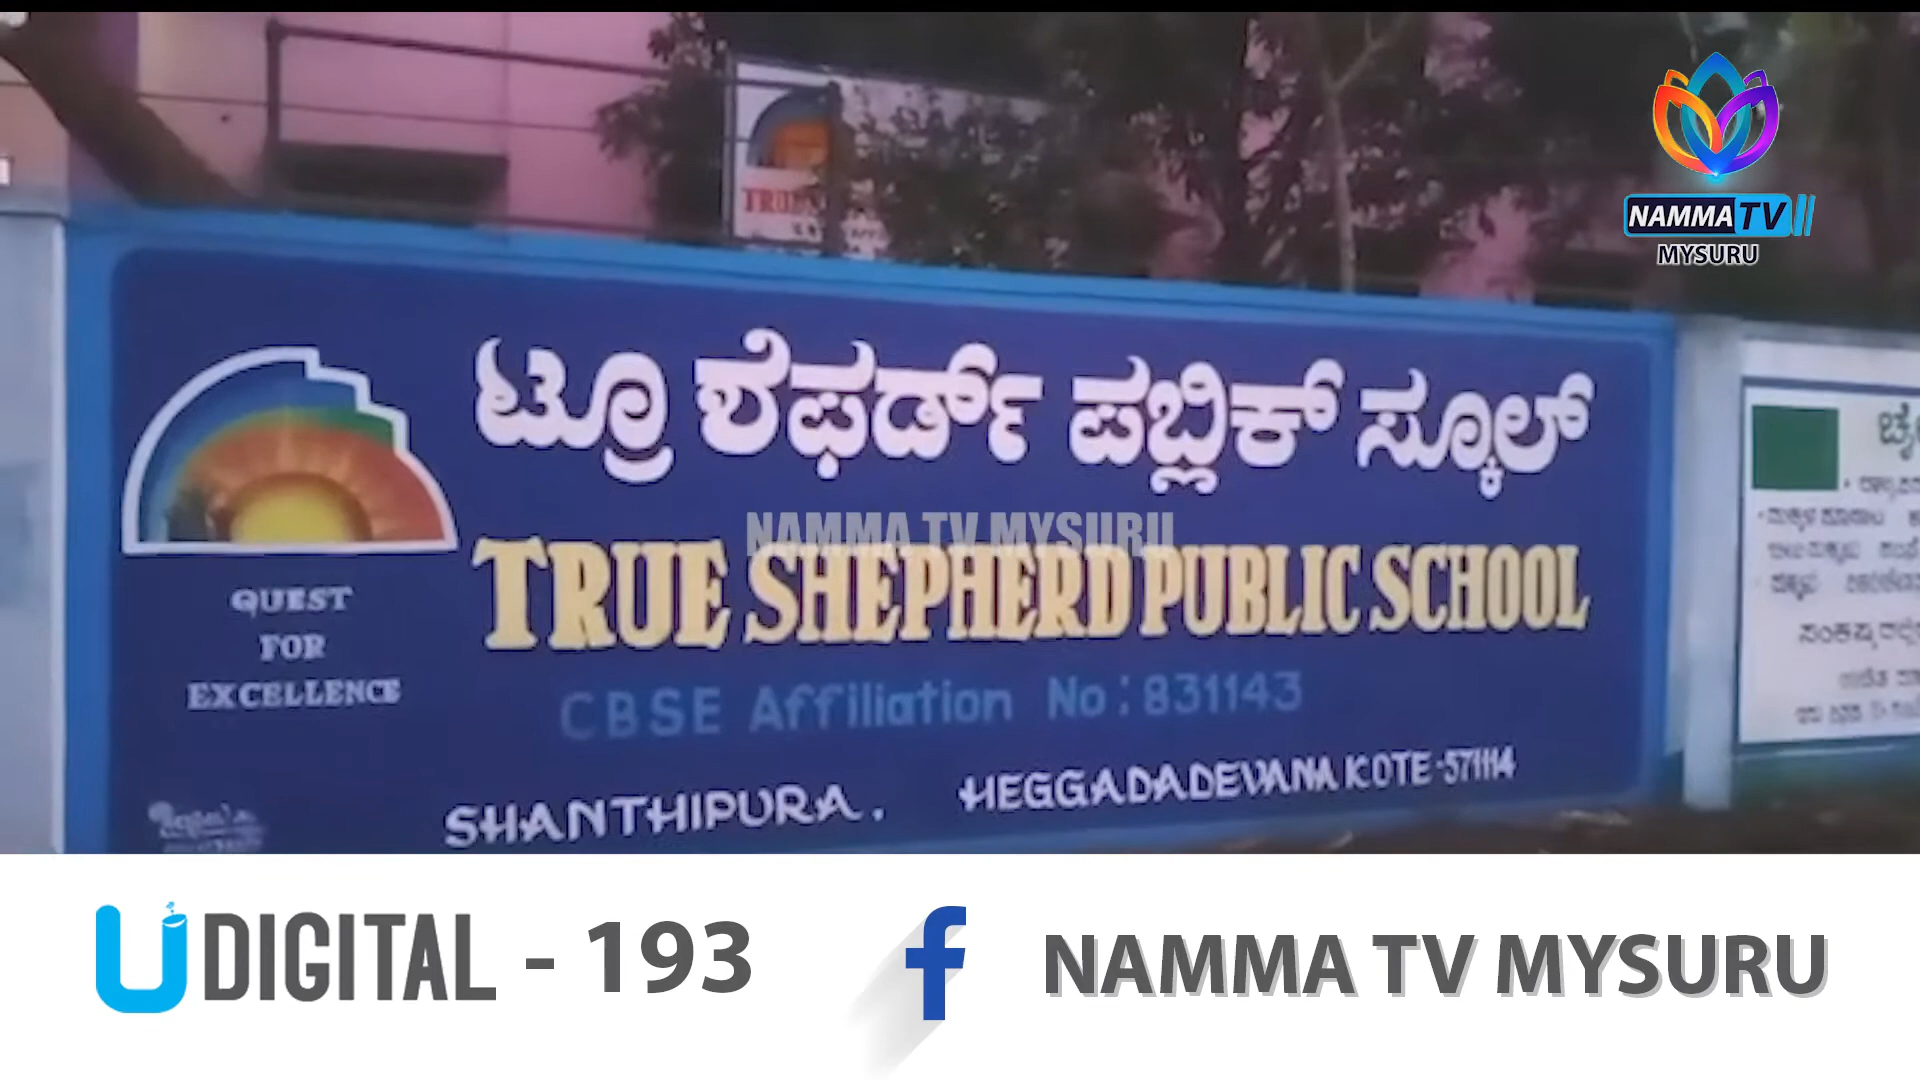 TRUE
NAMMA TV
MYSURU
ಟ್ರೂ ಶೆಫರ್ಡ್ ಪಬ್ಲಿಕ್ ಸ್ಕೂಲ್
NAMMA TV MYSURU
TRUE SHEPHERD PUBLIC SCHOOL
QUEST
FOR
EXCELLENCE
CBSE Affiliation No:831143
SHANTHIPURA. HEGGADADEVANA KOTE-571114
U DIGITAL - 193
f NAMMA TV MYSURU